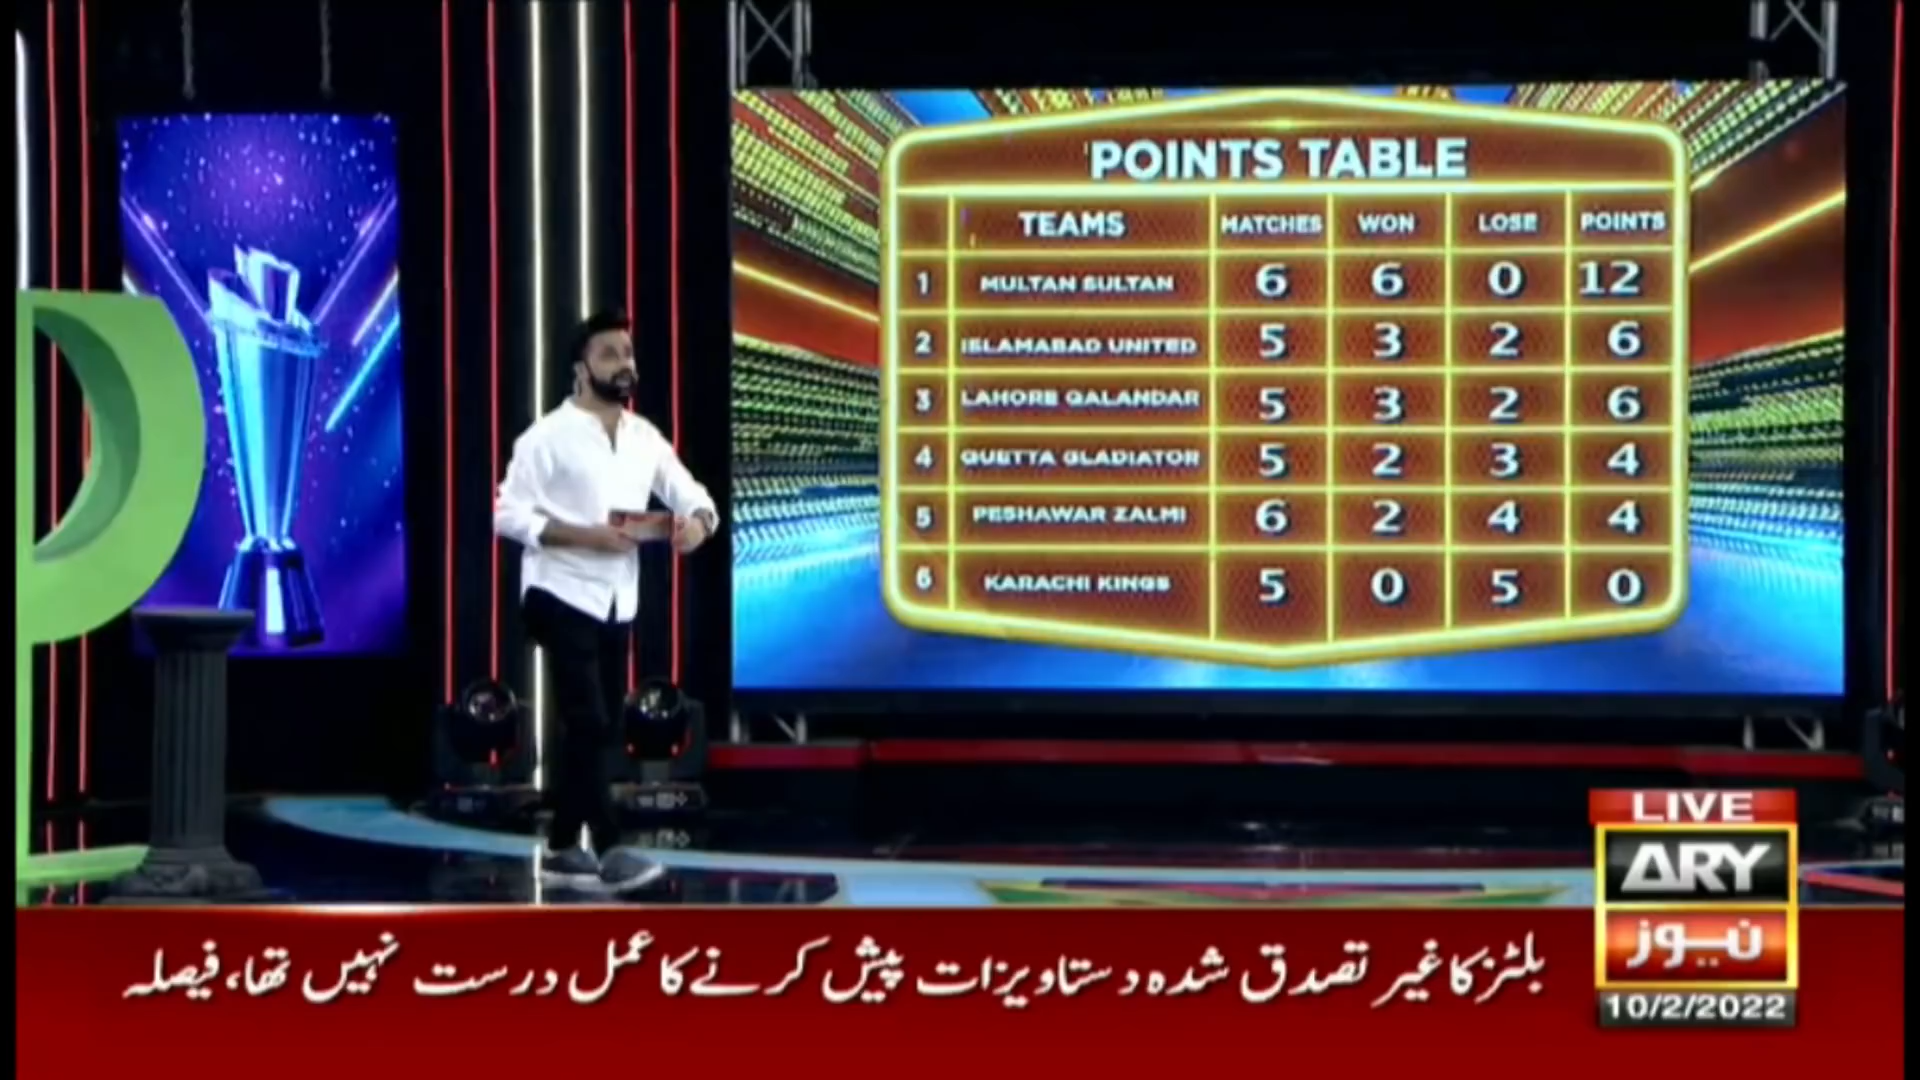 POINTS TABLE
TEAMS MATCHES WON LOSE POINTS
1 MULTAN SULTAN 6 6 0 12
2 ISLAMABAD UNITED 5 3 2 6
3 LAHORE QALANDAR 5 3 2 6
4 QUETTA GLADIATOR 5 2 3 4
5 PESHAWAR ZALMI 6 2 4 4
6 KARACHI KINGS 5 0 5 0
LIVE
ARY
نیوز
10/2/2022
بلٹز کا غیر تصدق شدہ دستاویزات پیش کرنے کا عمل درست نہیں تھا، فیصلہ